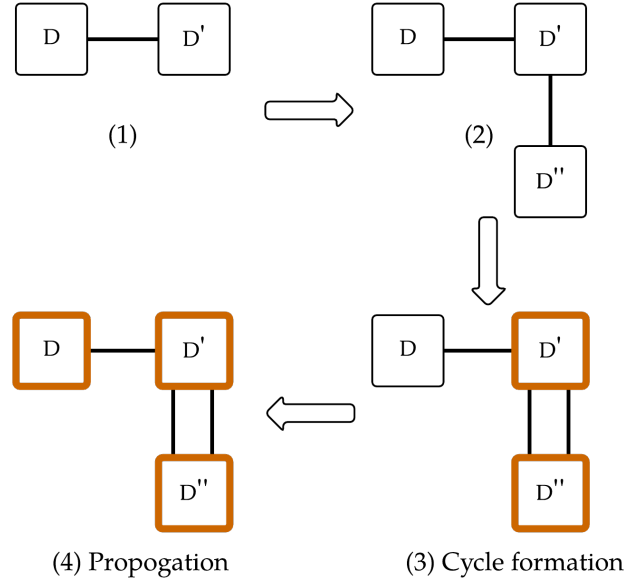 D D' D D'
(1) (2)
D''
D D' D D'
D'' D''
(4) Propogation (3) Cycle formation